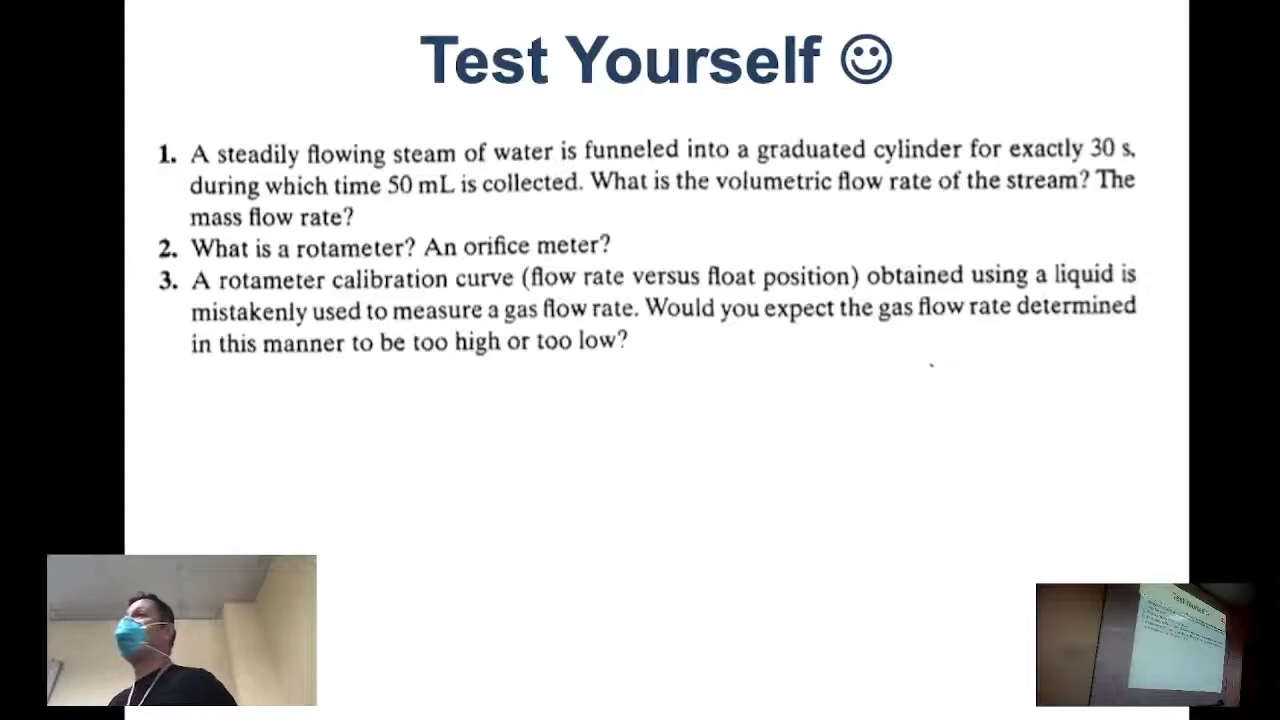 Test Yourself ☺
1. A steadily flowing steam of water is funneled into a graduated cylinder for exactly 30 s,
during which time 50 mL is collected. What is the volumetric flow rate of the stream? The
mass flow rate?
2. What is a rotameter? An orifice meter?
3. A rotameter calibration curve (flow rate versus float position) obtained using a liquid is
mistakenly used to measure a gas flow rate. Would you expect the gas flow rate determined
in this manner to be too high or too low?
Test Yourself